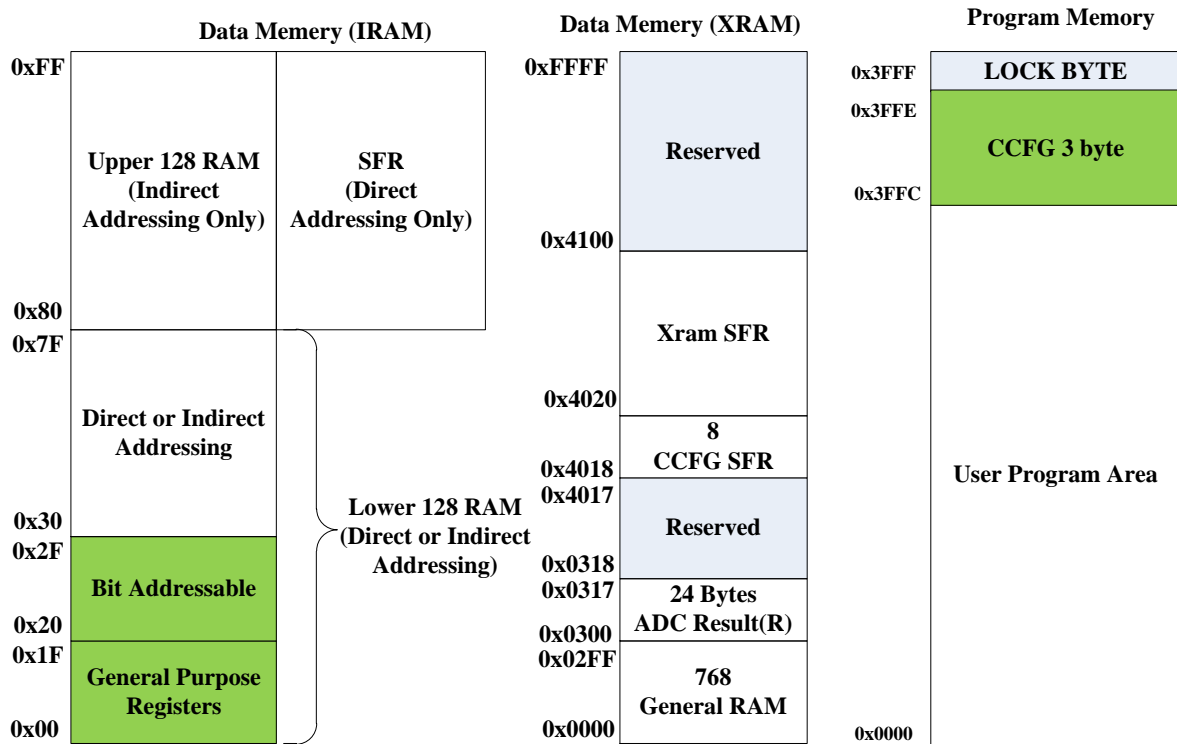 Data Memery (IRAM)
0xFF
Upper 128 RAM
(Indirect
Addressing Only)
SFR
(Direct
Addressing Only)
0x80
0x7F
Direct or Indirect
Addressing
0x30
0x2F
Bit Addressable
0x20
0x1F
General Purpose
Registers
0x00
Lower 128 RAM
(Direct or Indirect
Addressing)
Data Memery (XRAM)
0xFFFF
Reserved
0x4100
Xram SFR
0x4020
8
CCFG SFR
0x4018
0x4017
Reserved
0x0318
0x0317
24 Bytes
ADC Result(R)
0x0300
0x02FF
768
General RAM
0x0000
Program Memory
0x3FFF
LOCK BYTE
0x3FFE
CCFG 3 byte
0x3FFC
User Program Area
0x0000